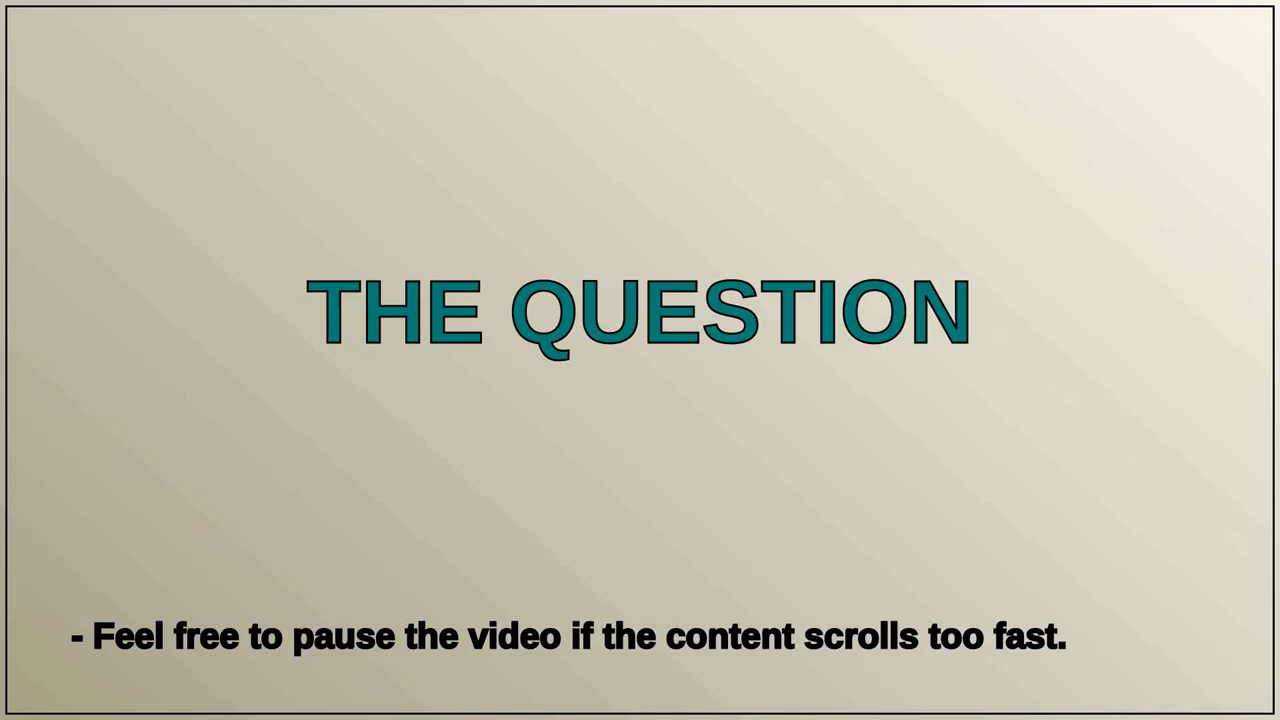 THE QUESTION
- Feel free to pause the video if the content scrolls too fast.